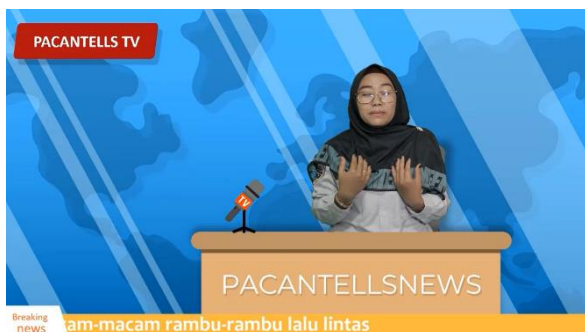 PACANTELLS TV
TV
PACANTELLSNEWS
Breaking
news
am-macam rambu-rambu lalu lintas